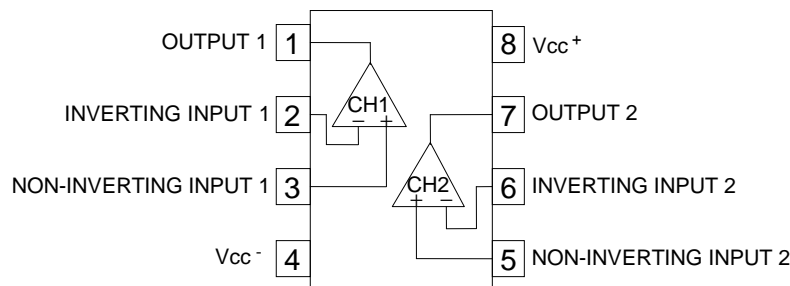 OUTPUT 1 1
8 Vcc+
CH1
INVERTING INPUT 1 2
7 OUTPUT 2
- +
NON-INVERTING INPUT 1 3
CH2
6 INVERTING INPUT 2
+ -
Vcc- 4
5 NON-INVERTING INPUT 2